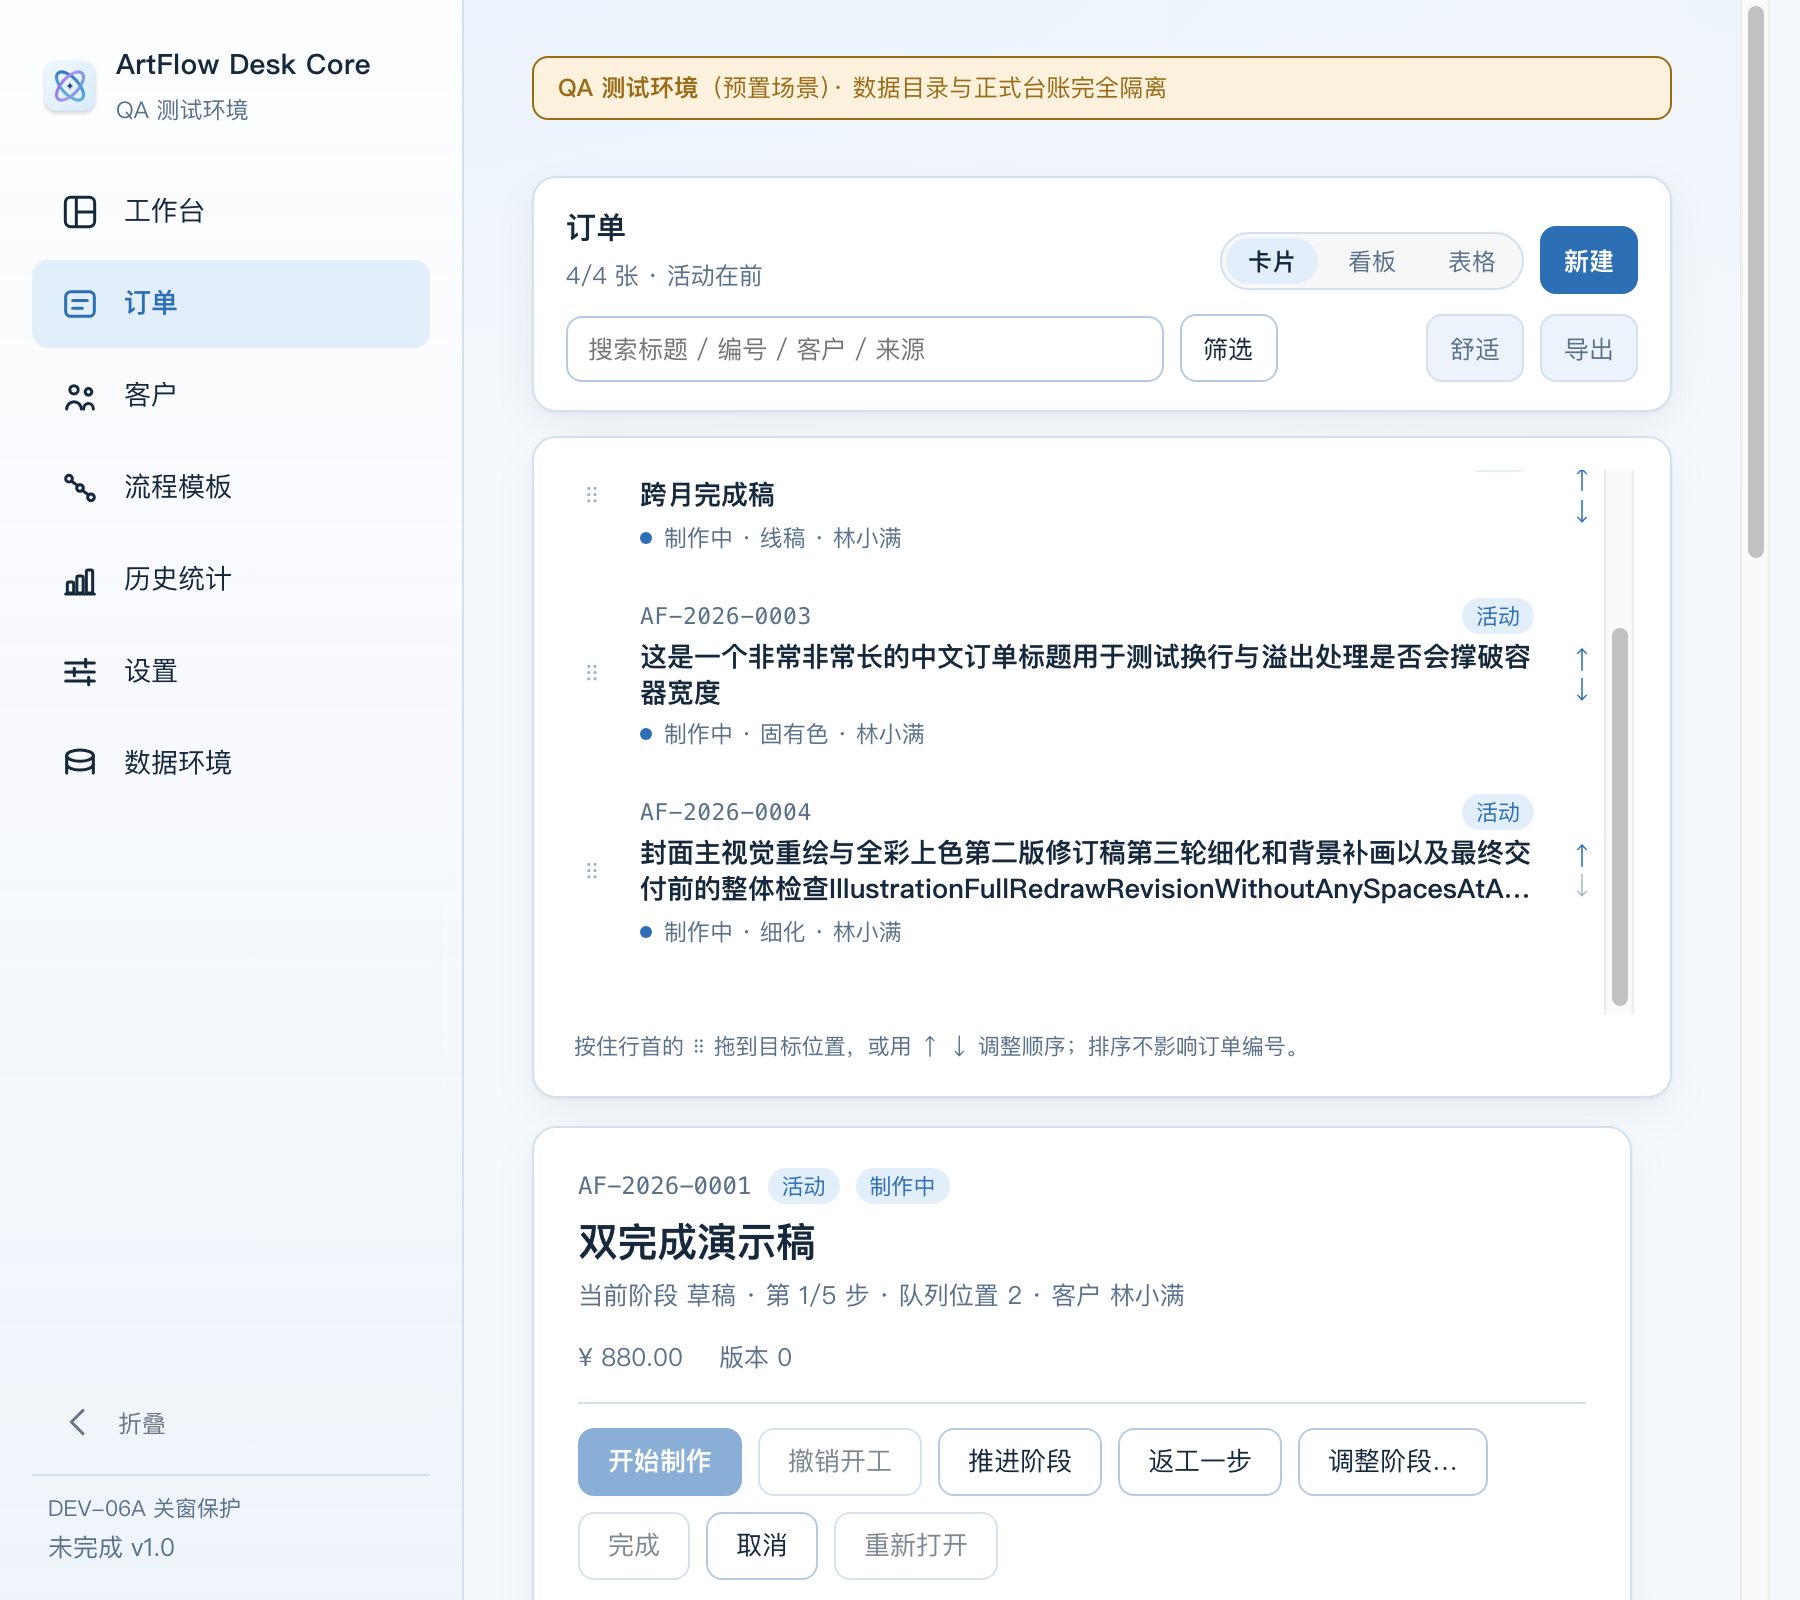 ArtFlow Desk Core
QA 测试环境
工作台
订单
客户
流程模板
历史统计
设置
数据环境
折叠
DEV-06A 关窗保护
未完成 v1.0
QA 测试环境（预置场景）· 数据目录与正式台账完全隔离
订单
4/4 张 · 活动在前
卡片 看板 表格 新建
搜索标题 / 编号 / 客户 / 来源 筛选 舒适 导出
跨月完成稿 ↑
↓
制作中 · 线稿 · 林小满
AF-2026-0003 活动
这是一个非常非常长的中文订单标题用于测试换行与溢出处理是否会撑破容 ↑
器宽度 ↓
制作中 · 固有色 · 林小满
AF-2026-0004 活动
封面主视觉重绘与全彩上色第二版修订稿第三轮细化和背景补画以及最终交 ↑
付前的整体检查IllustrationFullRedrawRevisionWithoutAnySpacesAtA... ↓
制作中 · 细化 · 林小满
按住行首的 ⠿ 拖到目标位置，或用 ↑ ↓ 调整顺序；排序不影响订单编号。
AF-2026-0001 活动 制作中
双完成演示稿
当前阶段 草稿 · 第 1/5 步 · 队列位置 2 · 客户 林小满
¥ 880.00 版本 0
开始制作 撤销开工 推进阶段 返工一步 调整阶段...
完成 取消 重新打开